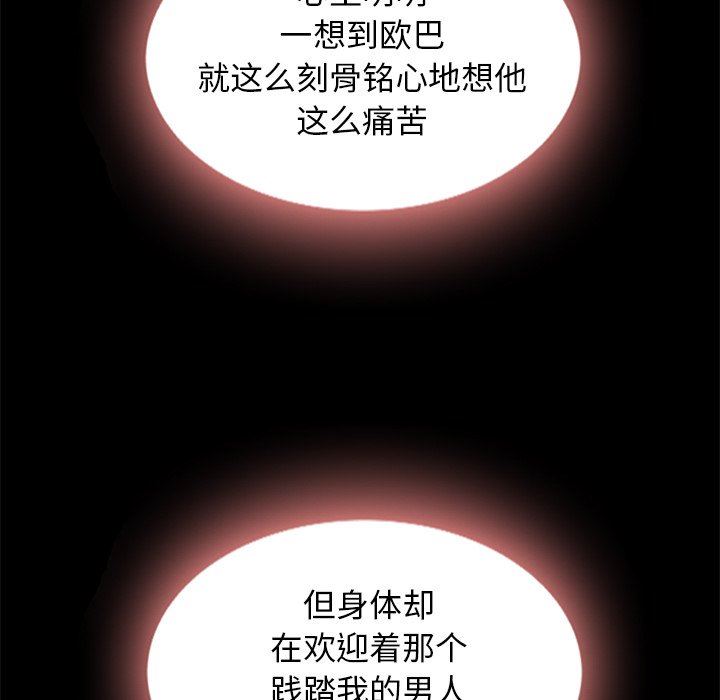 一想到欧巴
就这么刻骨铭心地想他
这么痛苦
但身体却
在欢迎着那个
践踏我的男人